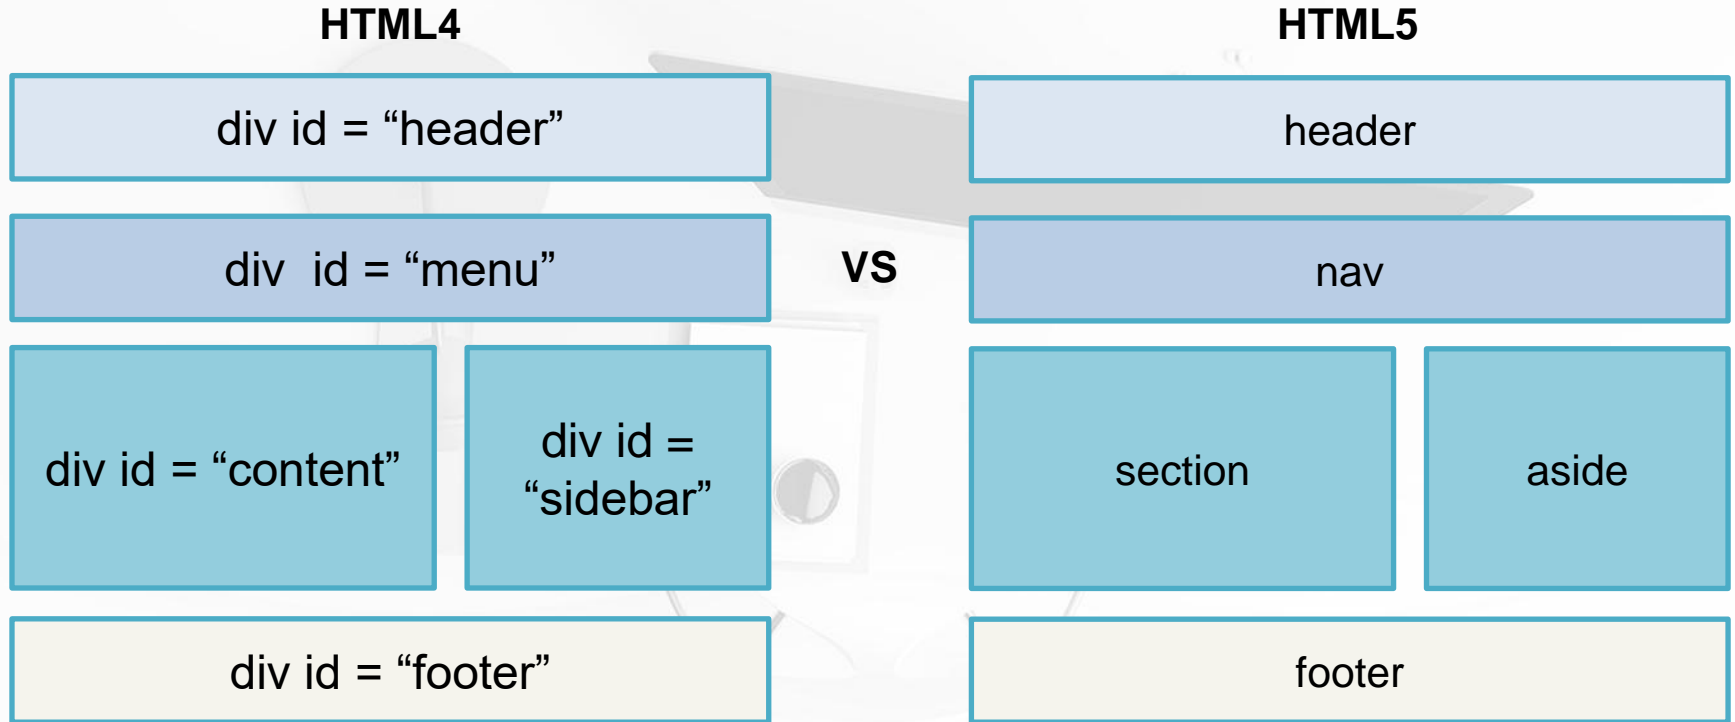 HTML4
HTML5
div id = “header”
header
div  id = “menu”
VS
nav
div id = “content”
div id =
“sidebar”
section
aside
div id = “footer”
footer